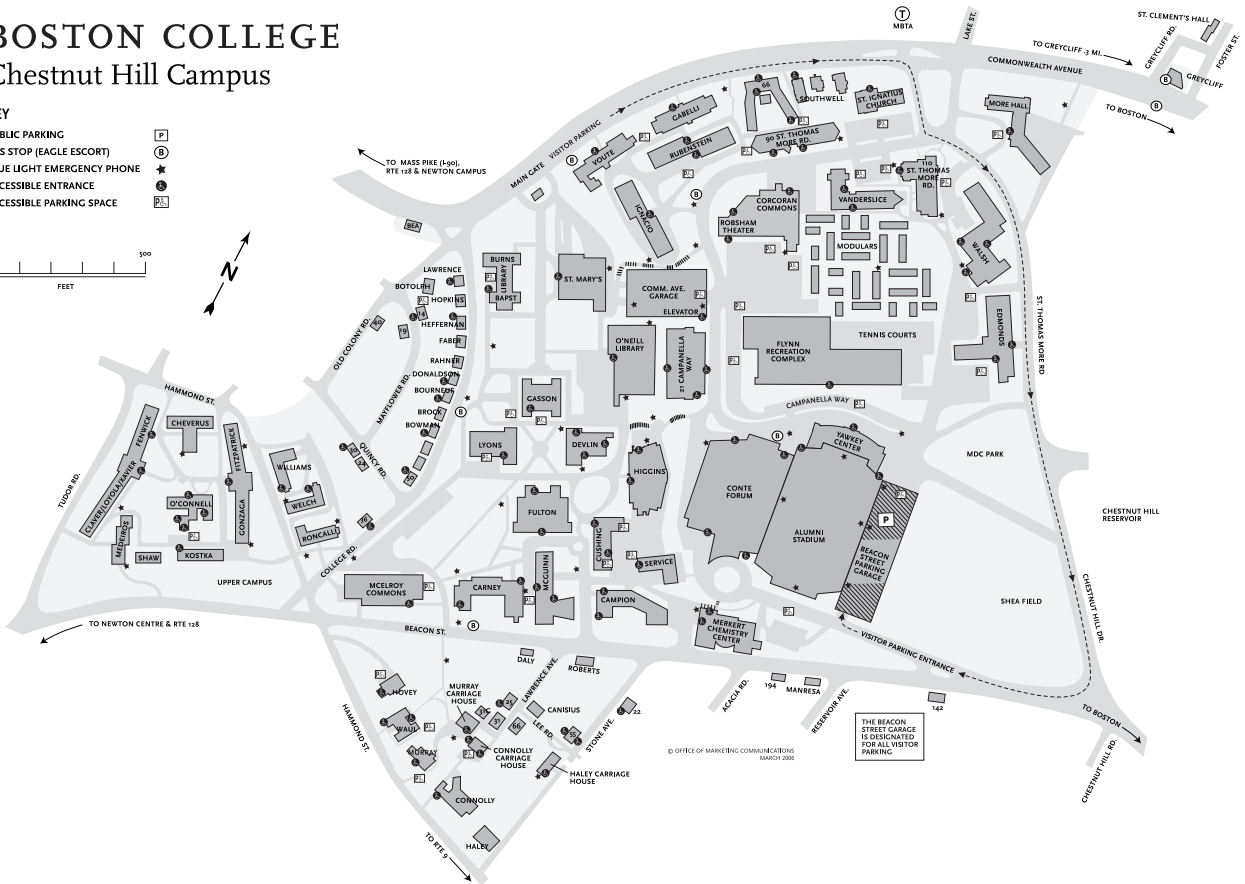 BOSTON COLLEGE
Chestnut Hill Campus
EY
BLIC PARKING
P
S STOP (EAGLE ESCORT)
B
UE LIGHT EMERGENCY PHONE
CESSIBLE ENTRANCE
CESSIBLE PARKING SPACE
P
500
FEET
N
T
MBTA
LAKE ST.
ST. CLEMENT'S HALL
GREYCLIFF RD.
FOSTER ST.
TO GREYCLIFF .3 MI.
COMMONWEALTH AVENUE
B
GREYCLIFF
B
TO BOSTON
MORE HALL
66
SOUTHWELL
ST. IGNATIUS
CHURCH
GABELLI
RUBENSTEIN
90 ST. THOMAS
MORE RD.
VOUTE
B
MAIN GATE
VISITOR PARKING
TO MASS PIKE (I-90),
RTE 128 & NEWTON CAMPUS
110
ST. THOMAS
MORE
RD.
VANDERSLICE
CORCORAN
COMMONS
ROBSHAM
THEATER
B
IGNACIO
MODULARS
WALSH
BEA
BURNS
LIBRARY
BAPST
ST. MARY'S
COMM. AVE.
GARAGE
ELEVATOR
LAWRENCE
BOTOLPH
HOPKINS
14
HEFFERNAN
19
FABER
RAHNER
DONALDSON
BOURNEUF
BROCK
BOWMAN
B
OLD COLONY RD.
MAYFLOWER RD.
QUINCY RD.
O'NEILL
LIBRARY
21 CAMPANELLA
WAY
FLYNN
RECREATION
COMPLEX
TENNIS COURTS
EDMONDS
ST. THOMAS MORE RD
CAMPANELLA WAY
GASSON
LYONS
DEVLIN
HIGGINS
B
YAWKEY
CENTER
CONTE
FORUM
ALUMNI
STADIUM
P
BEACON
STREET
PARKING
GARAGE
MDC PARK
CHESTNUT HILL
RESERVOIR
SHEA FIELD
CHESTNUT HILL DR.
HAMMOND ST.
FENWICK
CHEVERUS
FITZPATRICK
CLAVER/LOYOLA/XAVIER
TUDOR RD.
O'CONNELL
GONZAGA
MEDEIROS
SHAW
KOSTKA
UPPER CAMPUS
WILLIAMS
WELCH
RONCALLI
COLLEGE RD.
36
FULTON
CUSHING
MCGUINN
SERVICE
MCELROY
COMMONS
CARNEY
CAMPION
MERKERT
CHEMISTRY
CENTER
BEACON ST.
B
TO NEWTON CENTRE & RTE 128
VISITOR PARKING ENTRANCE
DALY
ROBERTS
LAWRENCE AVE.
HOVEY
MURRAY
CARRIAGE
HOUSE
31C
25
31
66
CANISIUS
LEE RD.
55
22
STONE AVE.
ACACIA RD.
194
MANRESA
RESERVOIR AVE.
142
TO BOSTON
CHESTNUT HILL RD.
HAMMOND ST.
WAUL
MURRAY
CONNOLLY
CARRIAGE
HOUSE
HALEY CARRIAGE
HOUSE
CONNOLLY
HALEY
TO RTE 9
© OFFICE OF MARKETING COMMUNICATIONS
MARCH 2006
THE BEACON
STREET GARAGE
IS DESIGNATED
FOR ALL VISITOR
PARKING